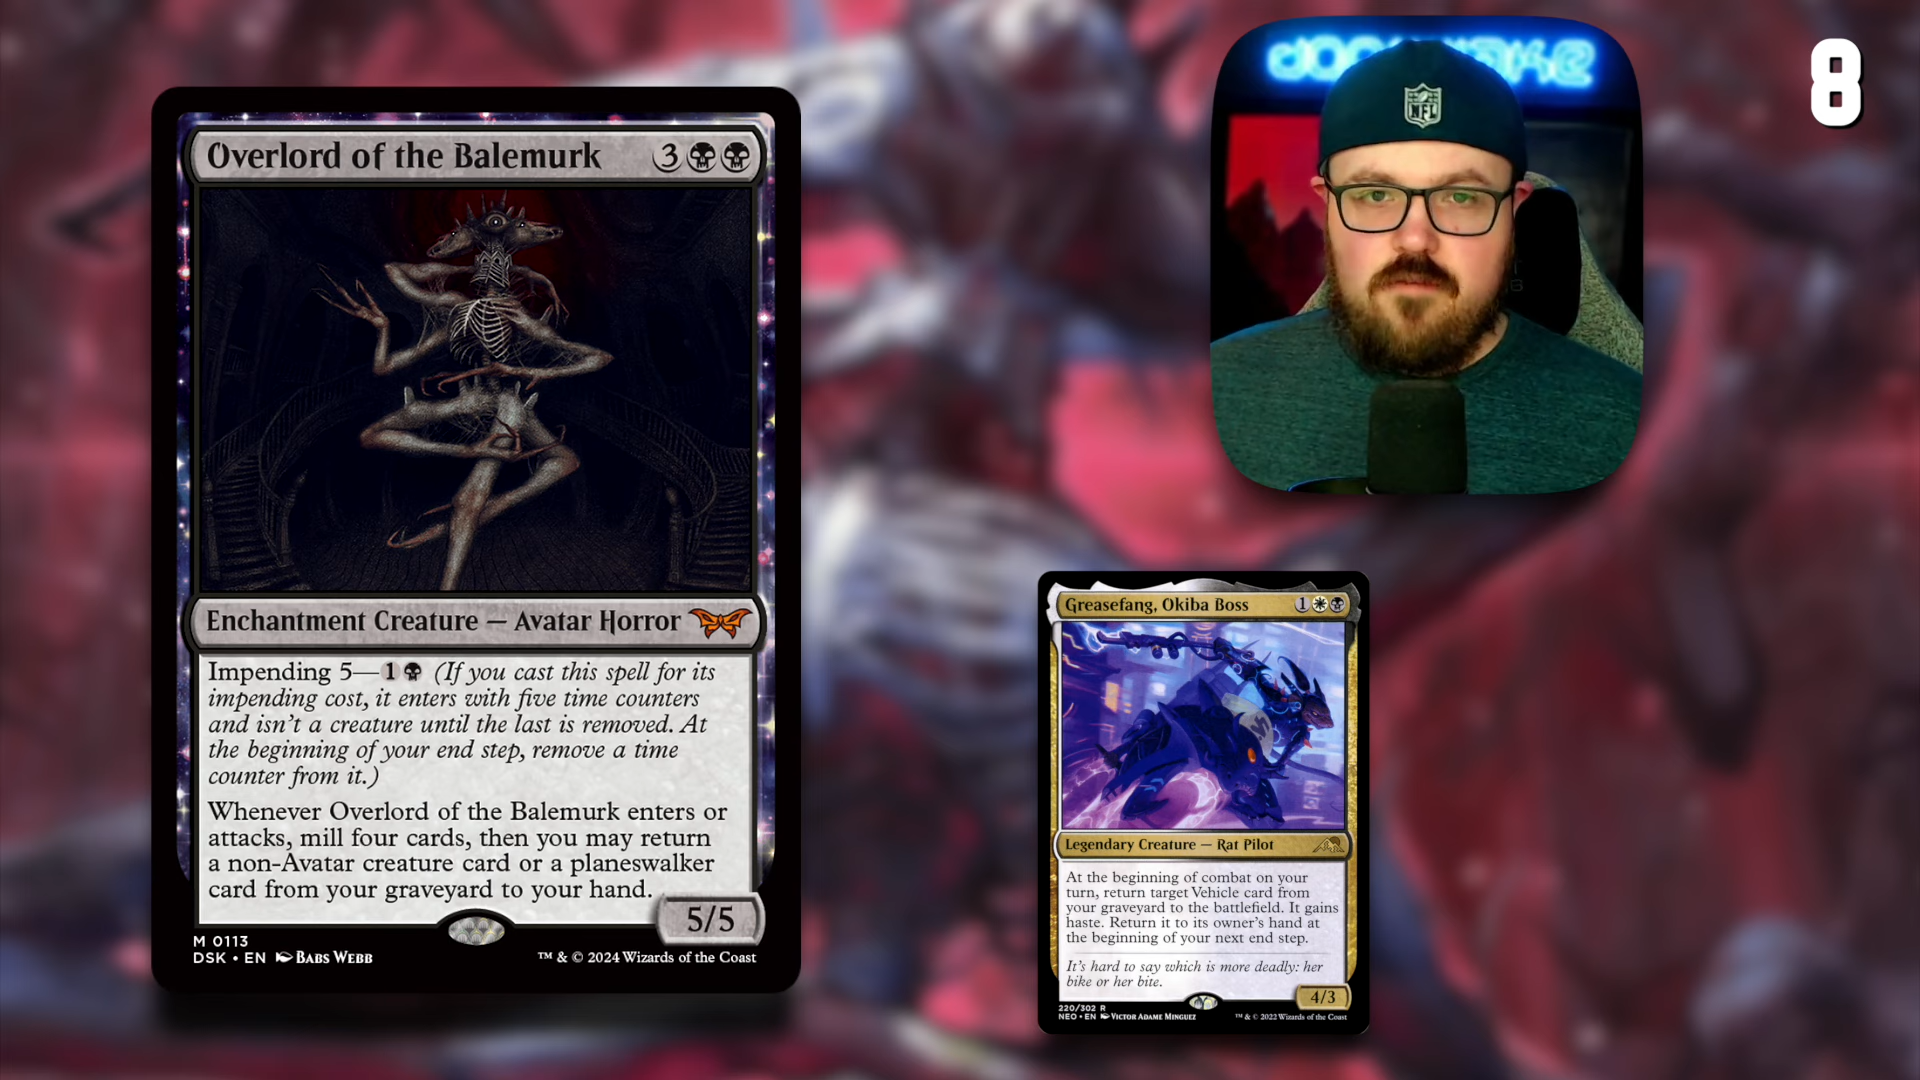 Overlord of the Balemurk
3
Enchantment Creature — Avatar Horror
Impending 5—1 (If you cast this spell for its
impending cost, it enters with five time counters
and isn't a creature until the last is removed. At
the beginning of your end step, remove a time
counter from it.)
Whenever Overlord of the Balemurk enters or
attacks, mill four cards, then you may return
a non-Avatar creature card or a planeswalker
card from your graveyard to your hand.
5/5
M 0113
DSK • EN BABS WEBB
™ & © 2024 Wizards of the Coast
NFL
8
Greasefang, Okiba Boss
1
Legendary Creature — Rat Pilot
At the beginning of combat on your
turn, return target Vehicle card from
your graveyard to the battlefield. It gains
haste. Return it to its owner's hand at
the beginning of your next end step.
It's hard to say which is more deadly: her
bike or her bite.
4/3
220/302 R
NEO • EN VICTOR ADAME MINGUEZ
™ & © 2022 Wizards of the Coast